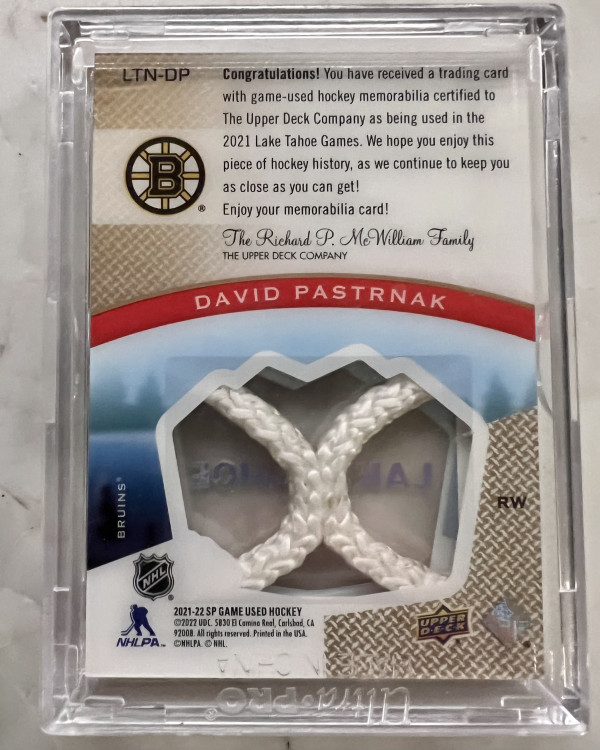 LTN-DP
Congratulations! You have received a trading card
with game-used hockey memorabilia certified to
The Upper Deck Company as being used in the
2021 Lake Tahoe Games. We hope you enjoy this
piece of hockey history, as we continue to keep you
as close as you can get!
Enjoy your memorabilia card!
B
®
The Richard P. McWilliam Family
THE UPPER DECK COMPANY
DAVID PASTRNAK
LAKE TAHOE
BRUINS®
RW
NHL
NHLPA
2021-22 SP GAME USED HOCKEY
©2022 UDC. 5830 El Camino Real, Carlsbad, CA
92008. All rights reserved. Printed in the USA.
©NHLPA. © NHL.
UPPER
DECK
Ultra•PRO®